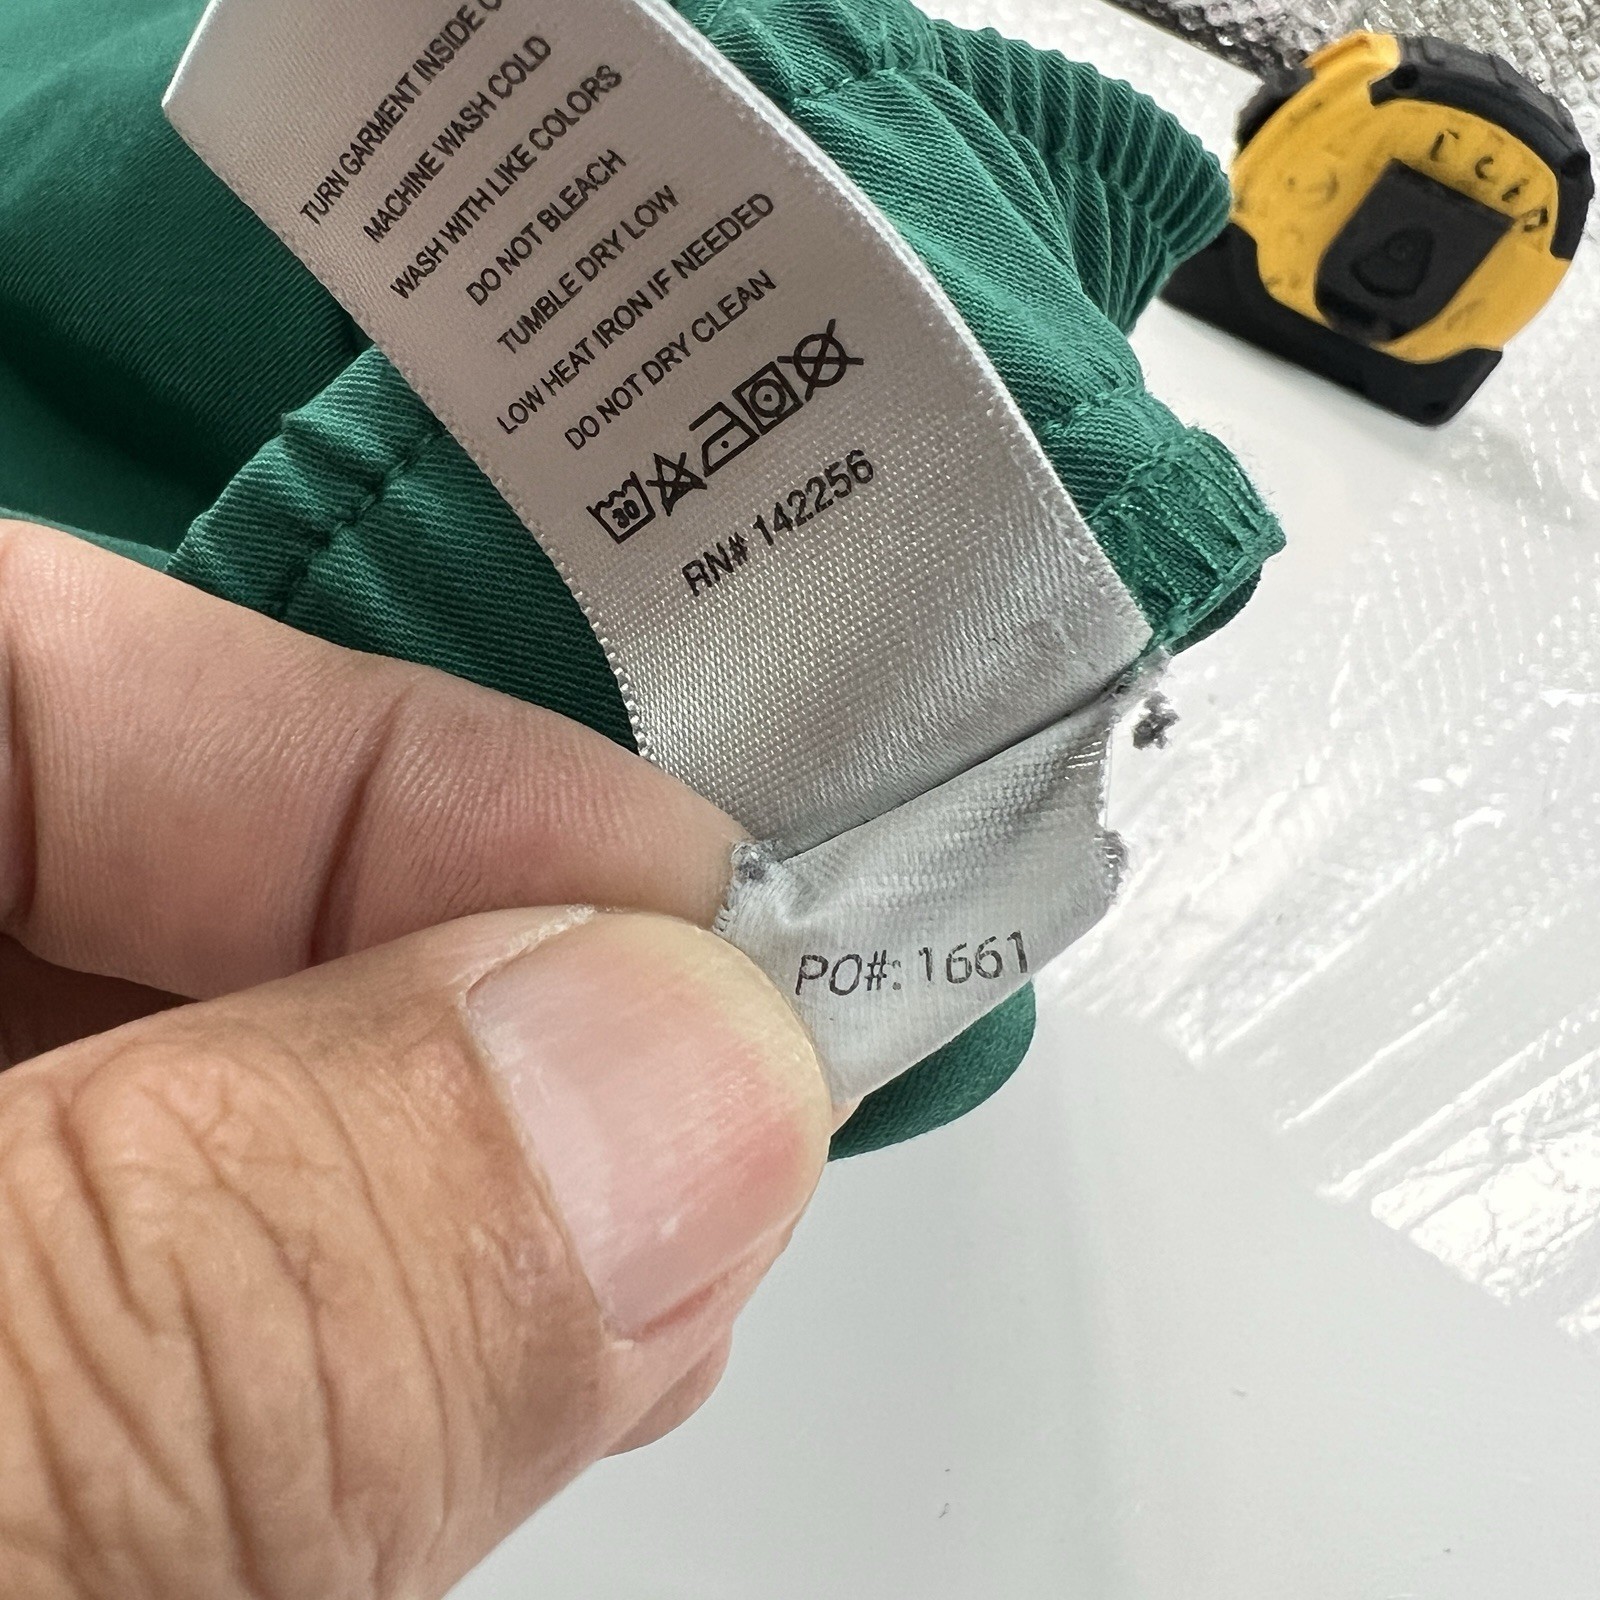 TURN GARMENT INSIDE
MACHINE WASH COLD
WASH WITH LIKE COLORS
DO NOT BLEACH
TUMBLE DRY LOW
LOW HEAT IRON IF NEEDED
DO NOT DRY CLEAN
30
RN# 142256
PO#: 1661